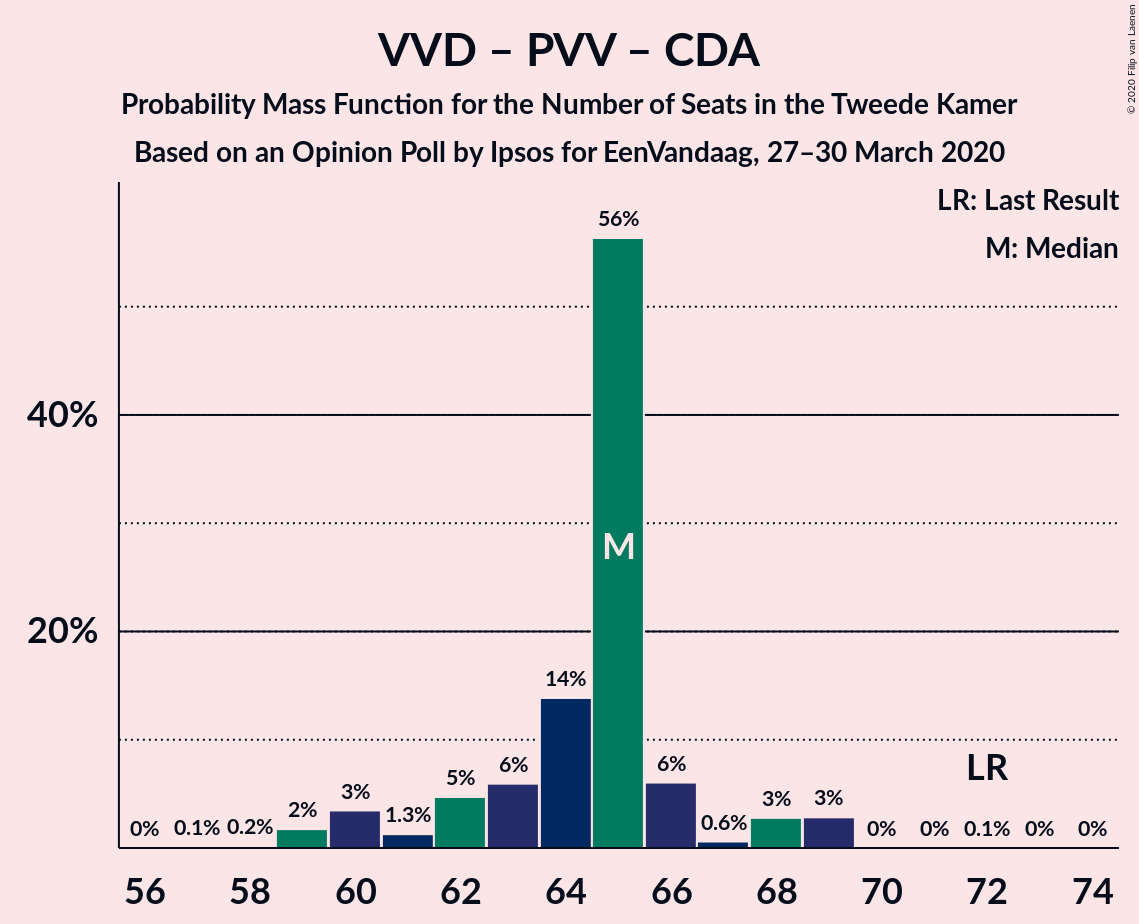 VVD – PVV – CDA
Probability Mass Function for the Number of Seats in the Tweede Kamer
Based on an Opinion Poll by Ipsos for EenVandaag, 27–30 March 2020
© 2020 Filip van Laenen
LR: Last Result
M: Median
56%
40%
M
20%
14%
LR
6%
6%
5%
3%
3%
3%
2%
1.3%
0.6%
0%
0.1%
0.2%
0%
0%
0.1%
0%
0%
56 58 60 62 64 66 68 70 72 74